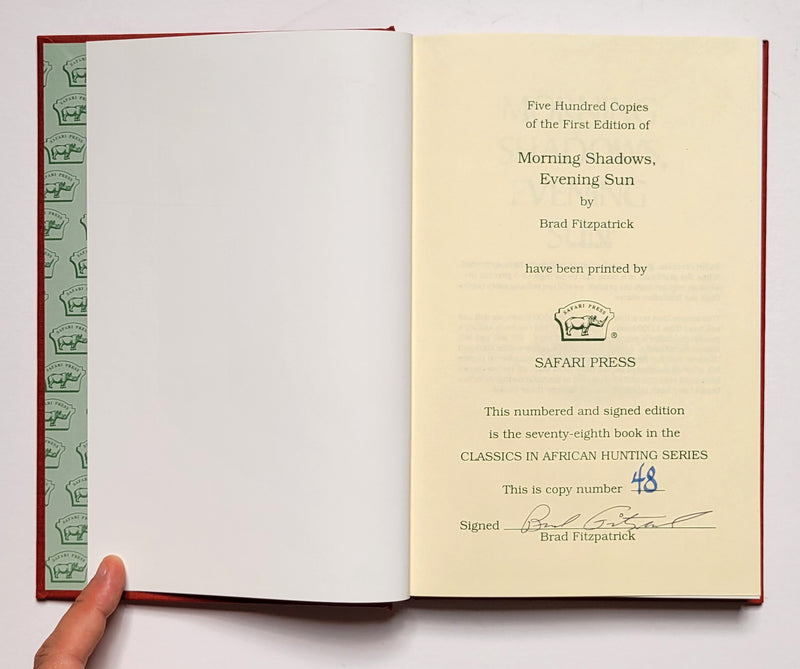 Five Hundred Copies
of the First Edition of
Morning Shadows,
Evening Sun
by
Brad Fitzpatrick
have been printed by
SAFARI PRESS
®
SAFARI PRESS
This numbered and signed edition
is the seventy-eighth book in the
CLASSICS IN AFRICAN HUNTING SERIES
This is copy number 48
Signed
Brad Fitzpatrick